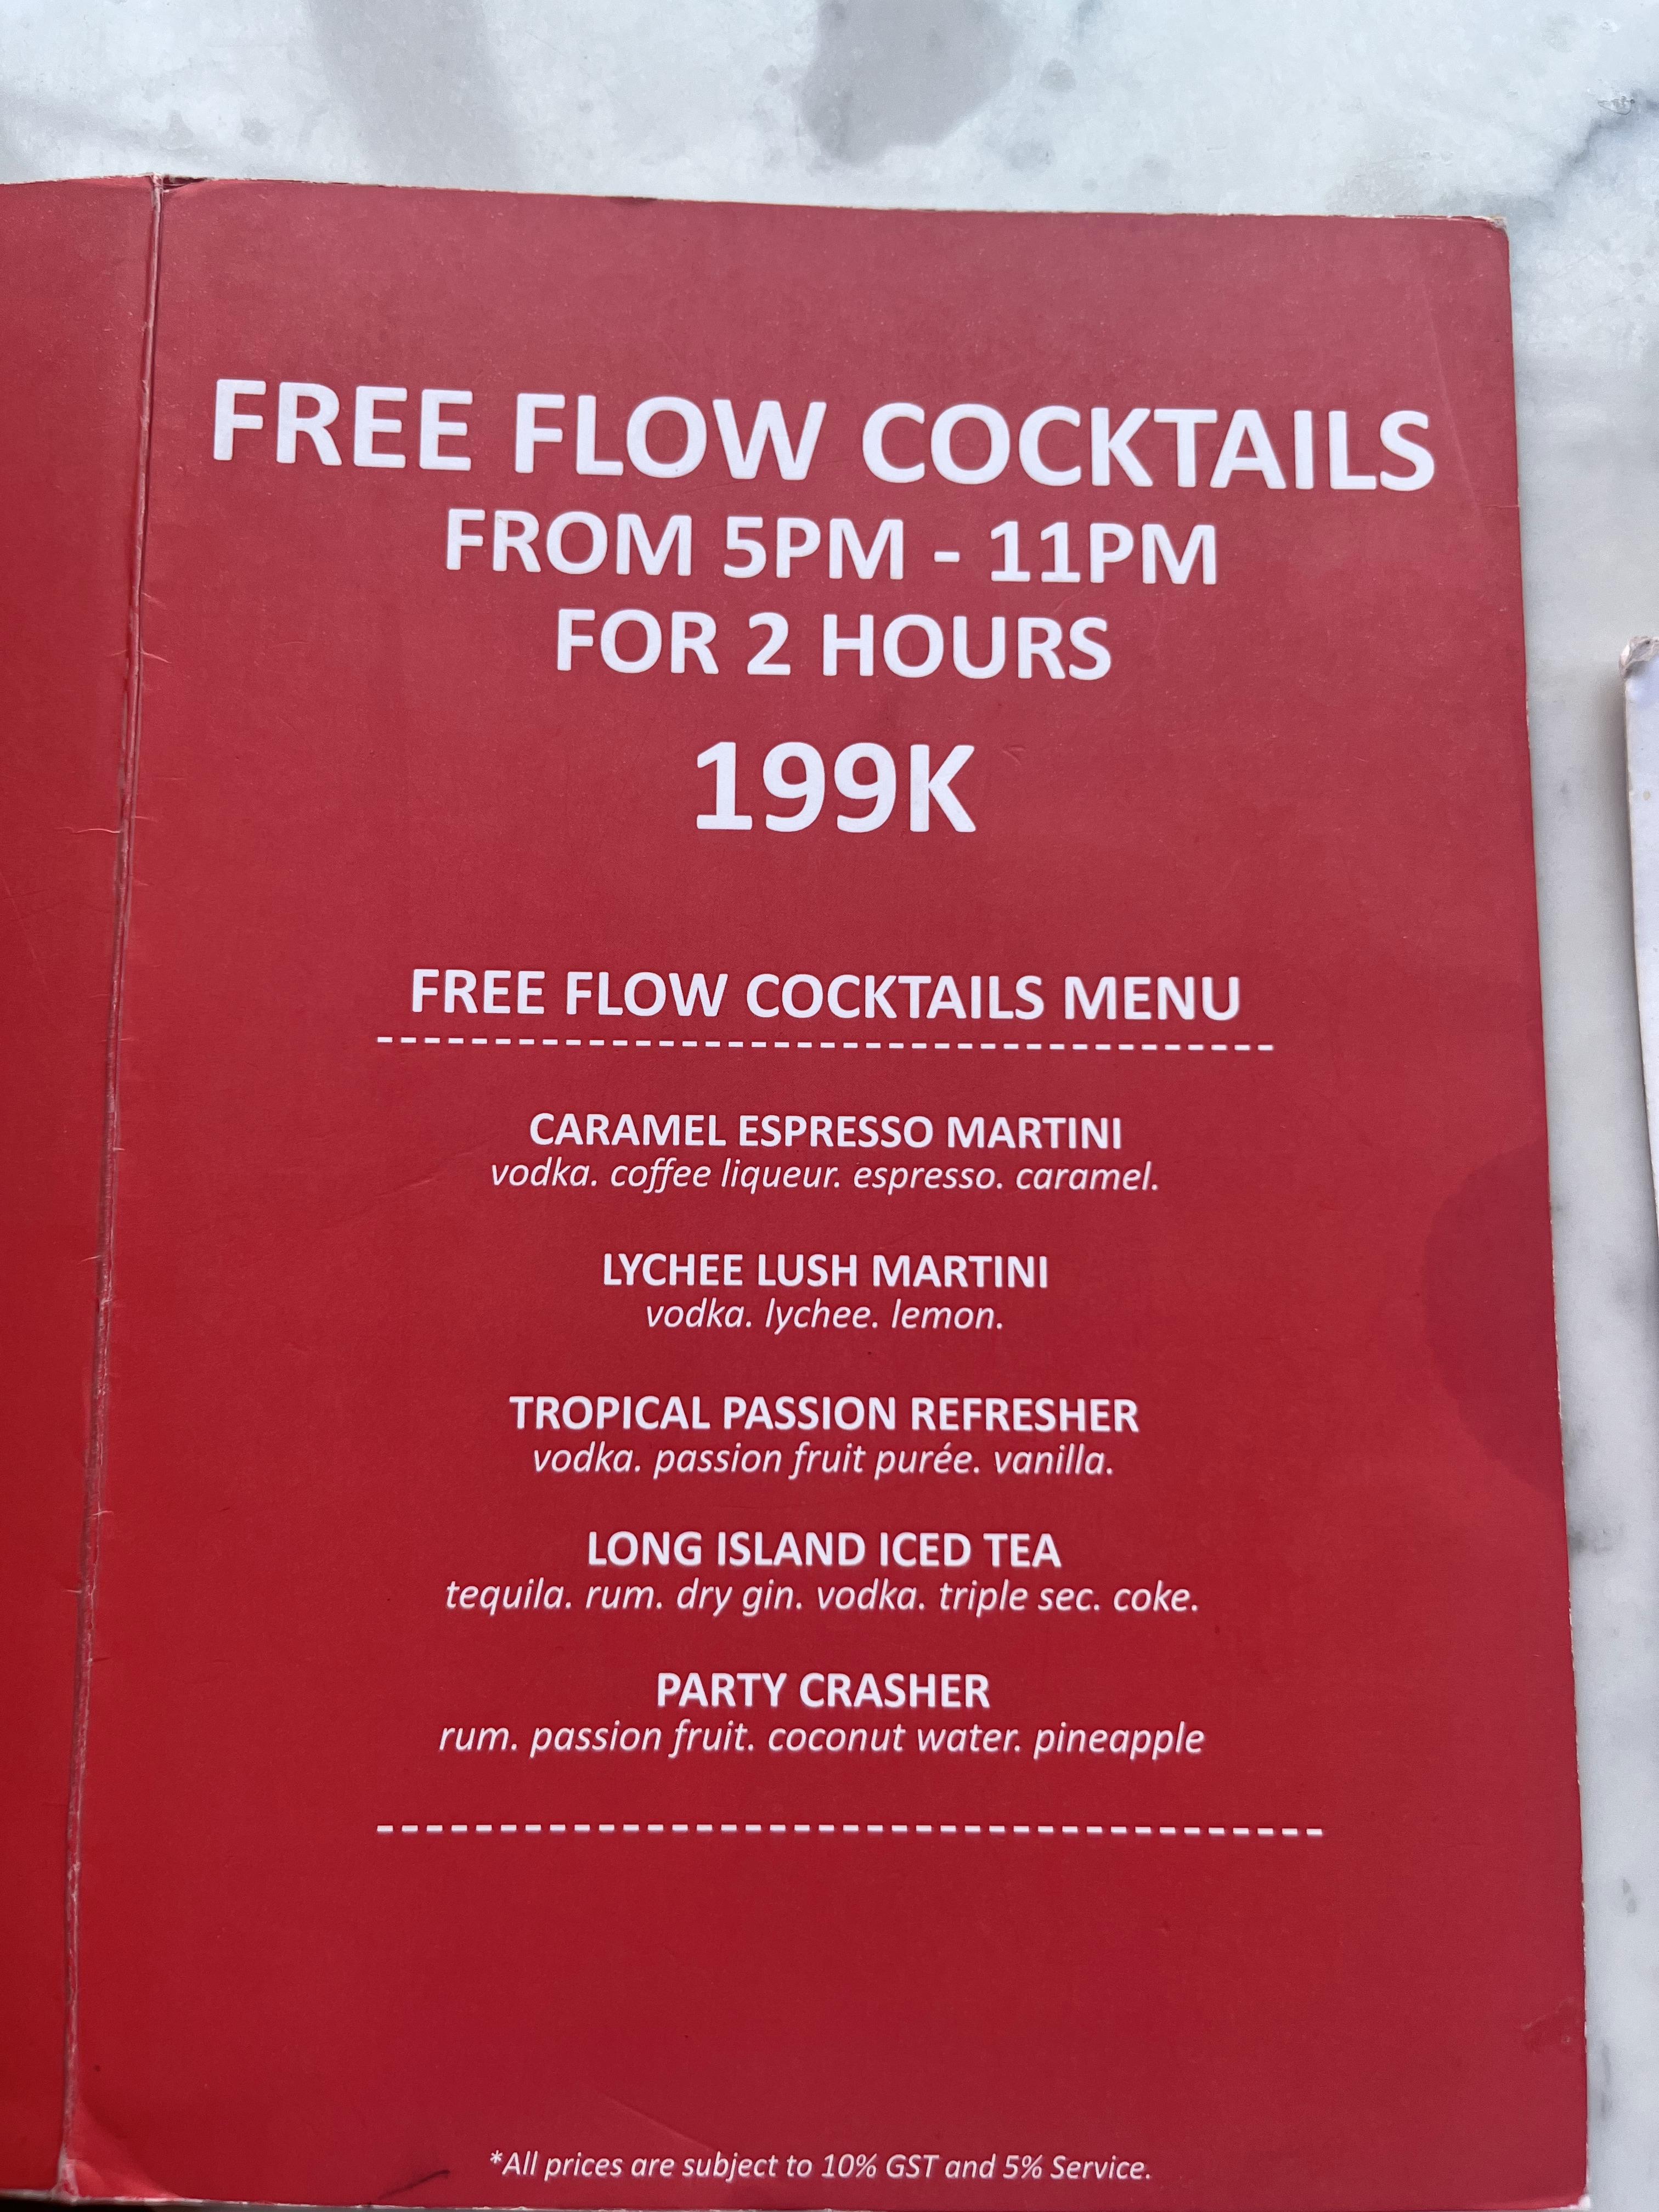 FREE FLOW COCKTAILS
FROM 5PM - 11PM
FOR 2 HOURS
199K
FREE FLOW COCKTAILS MENU
CARAMEL ESPRESSO MARTINI
vodka. coffee liqueur. espresso. caramel.
LYCHEE LUSH MARTINI
vodka. lychee. lemon.
TROPICAL PASSION REFRESHER
vodka. passion fruit purée. vanilla.
LONG ISLAND ICED TEA
tequila. rum. dry gin. vodka. triple sec. coke.
PARTY CRASHER
rum. passion fruit. coconut water. pineapple
*All prices are subject to 10% GST and 5% Service.